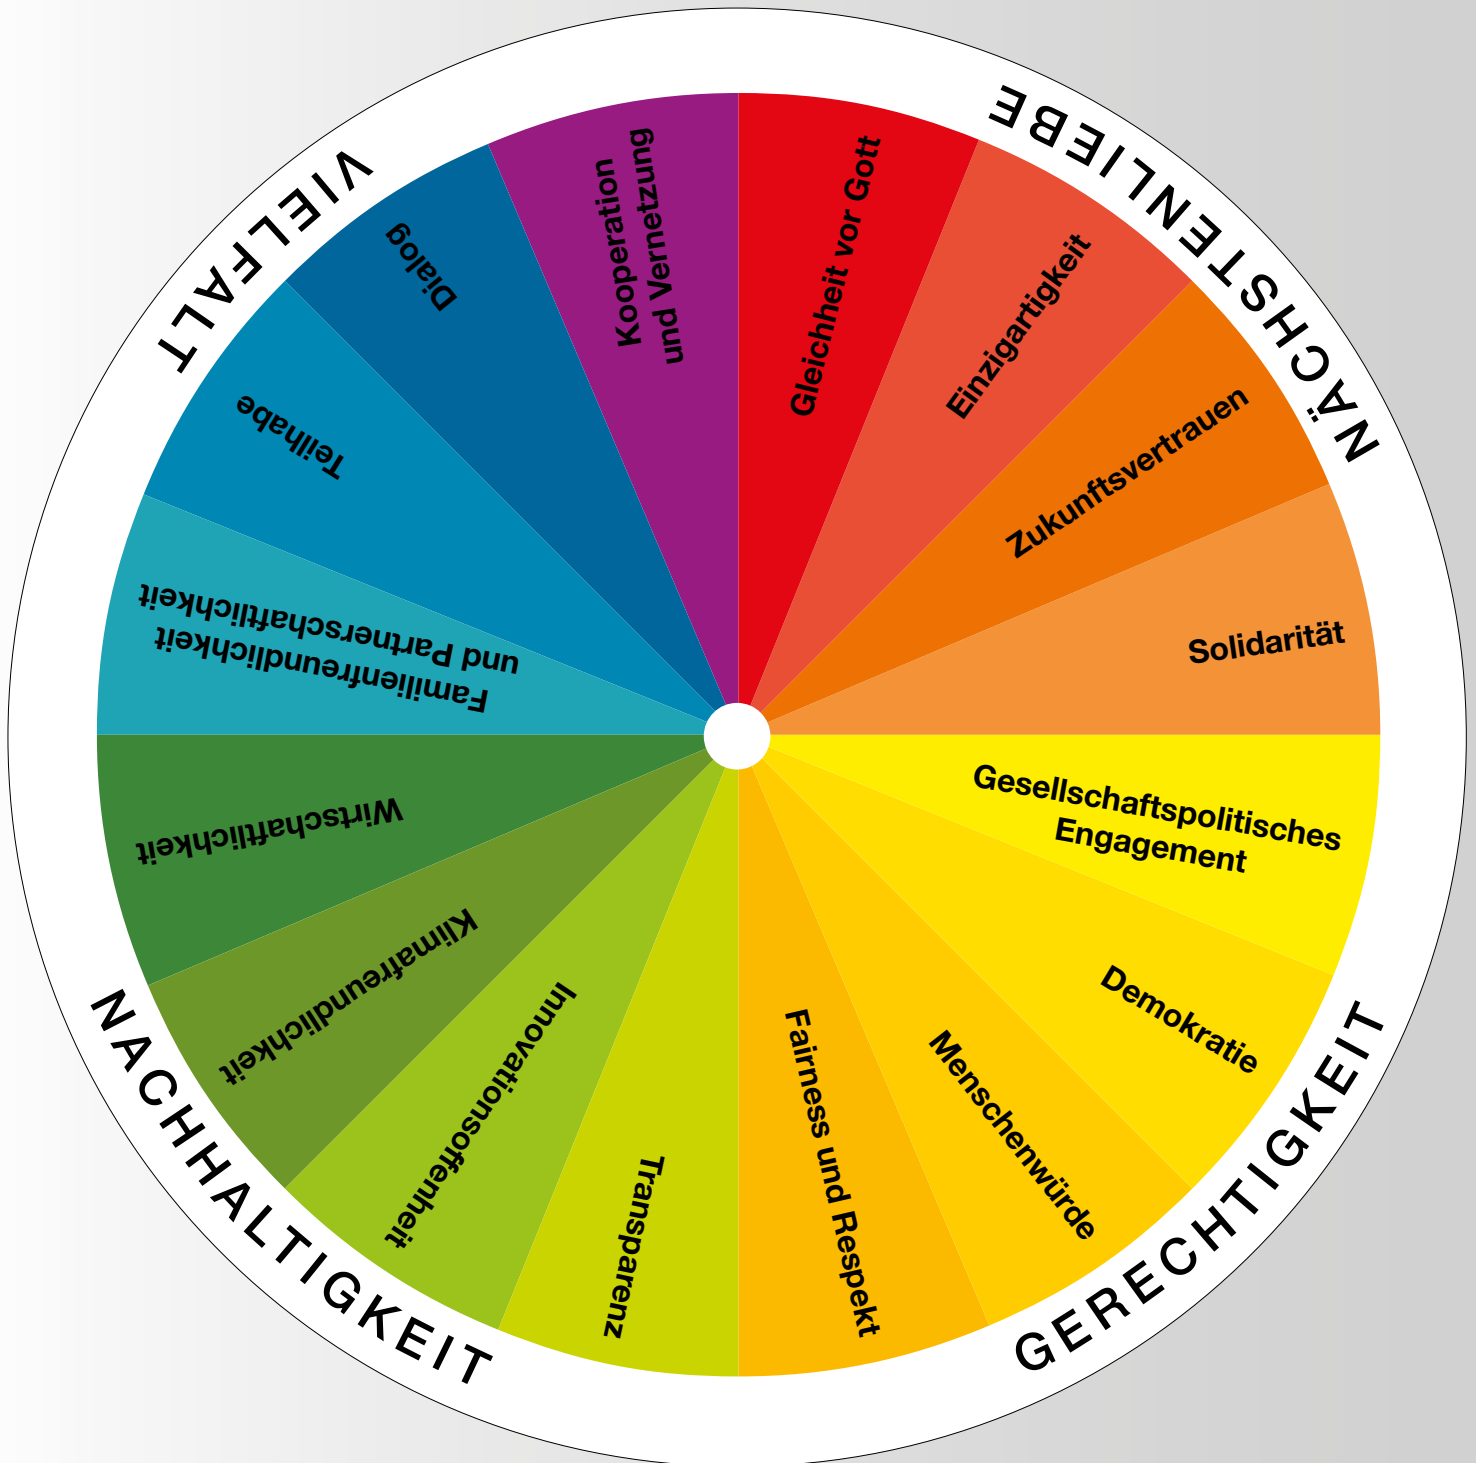 NÄCHSTENLIEBE
Gleichheit vor Gott
Einzigartigkeit
Zukunftsvertrauen
Solidarität
GERECHTIGKEIT
Gesellschaftspolitisches
Engagement
Demokratie
Menschenwürde
Fairness und Respekt
NACHHALTIGKEIT
Transparenz
Innovationsoffenheit
Klimafreundlichkeit
Wirtschaftlichkeit
VIELFALT
Familienfreundlichkeit
und Partnerschaftlichkeit
Teilhabe
Dialog
Kooperation
und Vernetzung